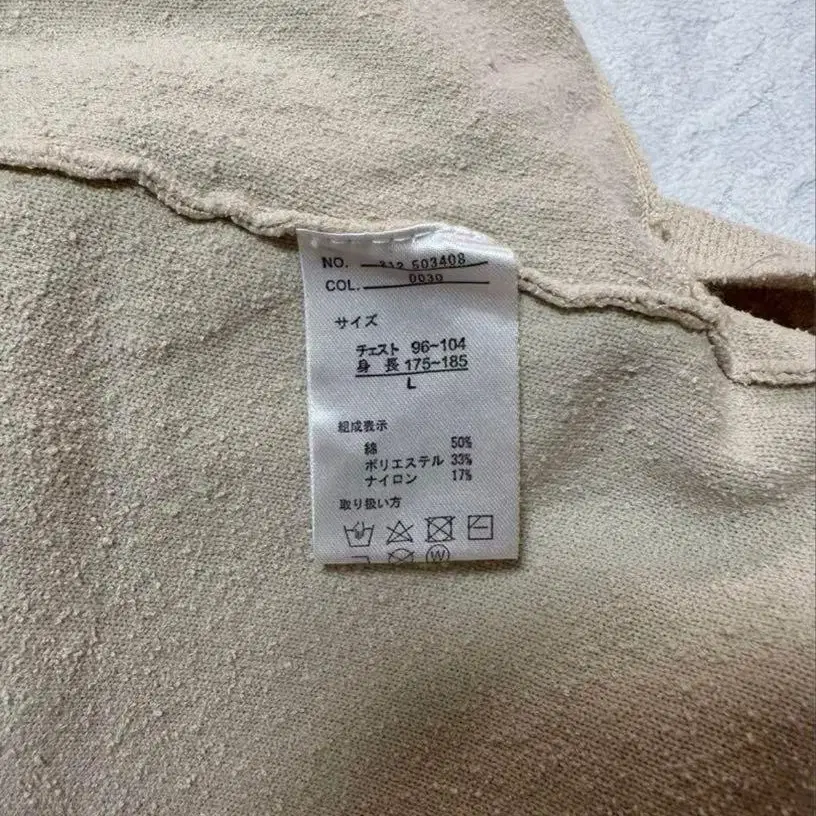 NO. 312 503408
COL. 0030
サイズ
チェスト 96~104
身長 175~185
L
組成表示
綿 50%
ポリエステル 33%
ナイロン 17%
取り扱い方
W